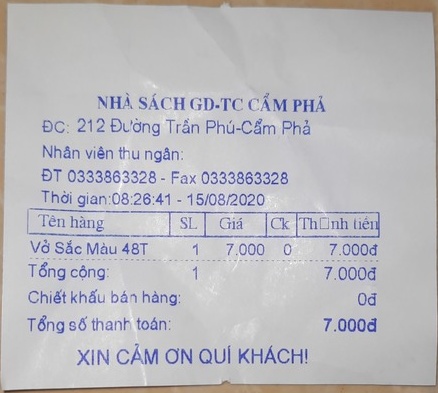 NHÀ SÁCH GD-TC CẨM PHẢ
ĐC: 212 Đường Trần Phú-Cẩm Phả
Nhân viên thu ngân:
ĐT 0333863328 - Fax 0333863328
Thời gian:08:26:41 - 15/08/2020
Tên hàng SL Giá Ck Th□nh tiền
Vở Sắc Màu 48T 1 7.000 0 7.000đ
Tổng cộng: 1 7.000đ
Chiết khấu bán hàng: 0đ
Tổng số thanh toán: 7.000đ
XIN CẢM ƠN QUÍ KHÁCH!